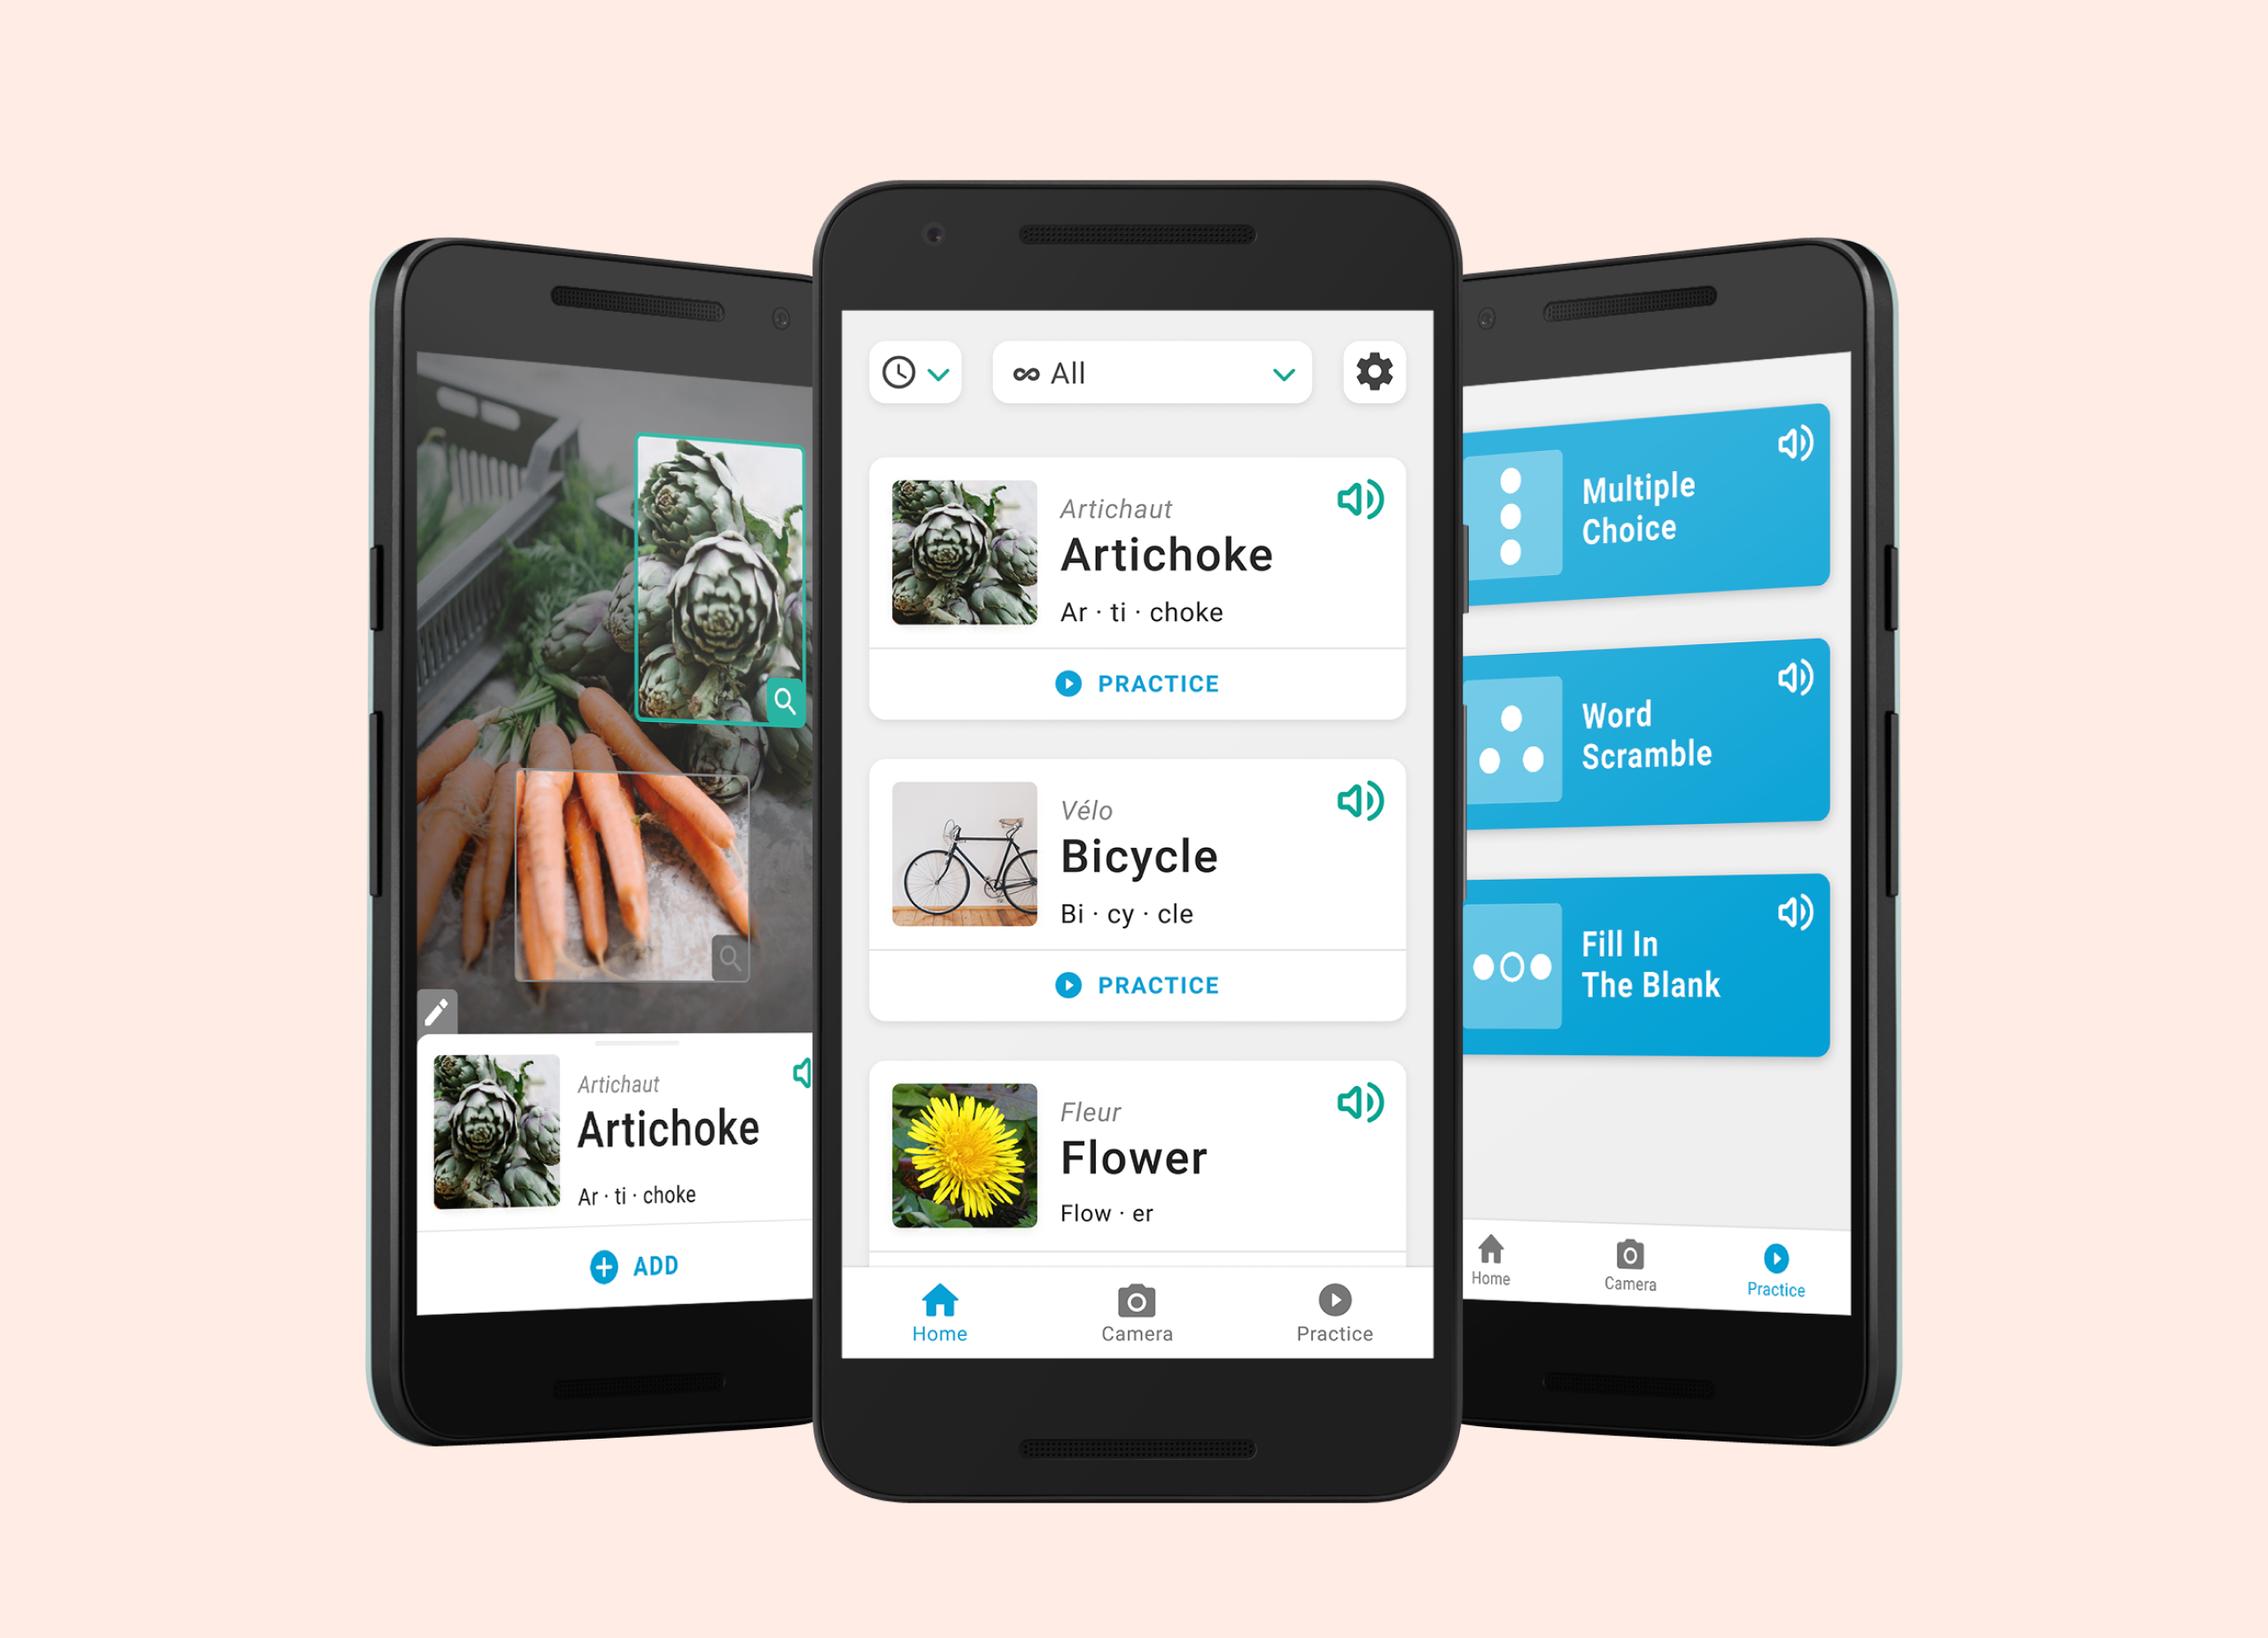 Artichaut
Artichoke
Ar · ti · choke
ADD
All
Artichaut
Artichoke
Ar · ti · choke
PRACTICE
Vélo
Bicycle
Bi · cy · cle
PRACTICE
Fleur
Flower
Flow · er
Home
Camera
Practice
Multiple
Choice
Word
Scramble
Fill In
The Blank
Home
Camera
Practice